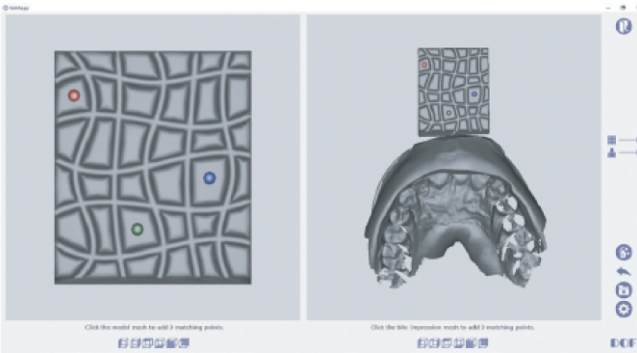 Click the model mesh to add 3 matching points.
Click the bite impression mesh to add 3 matching points.
DOF